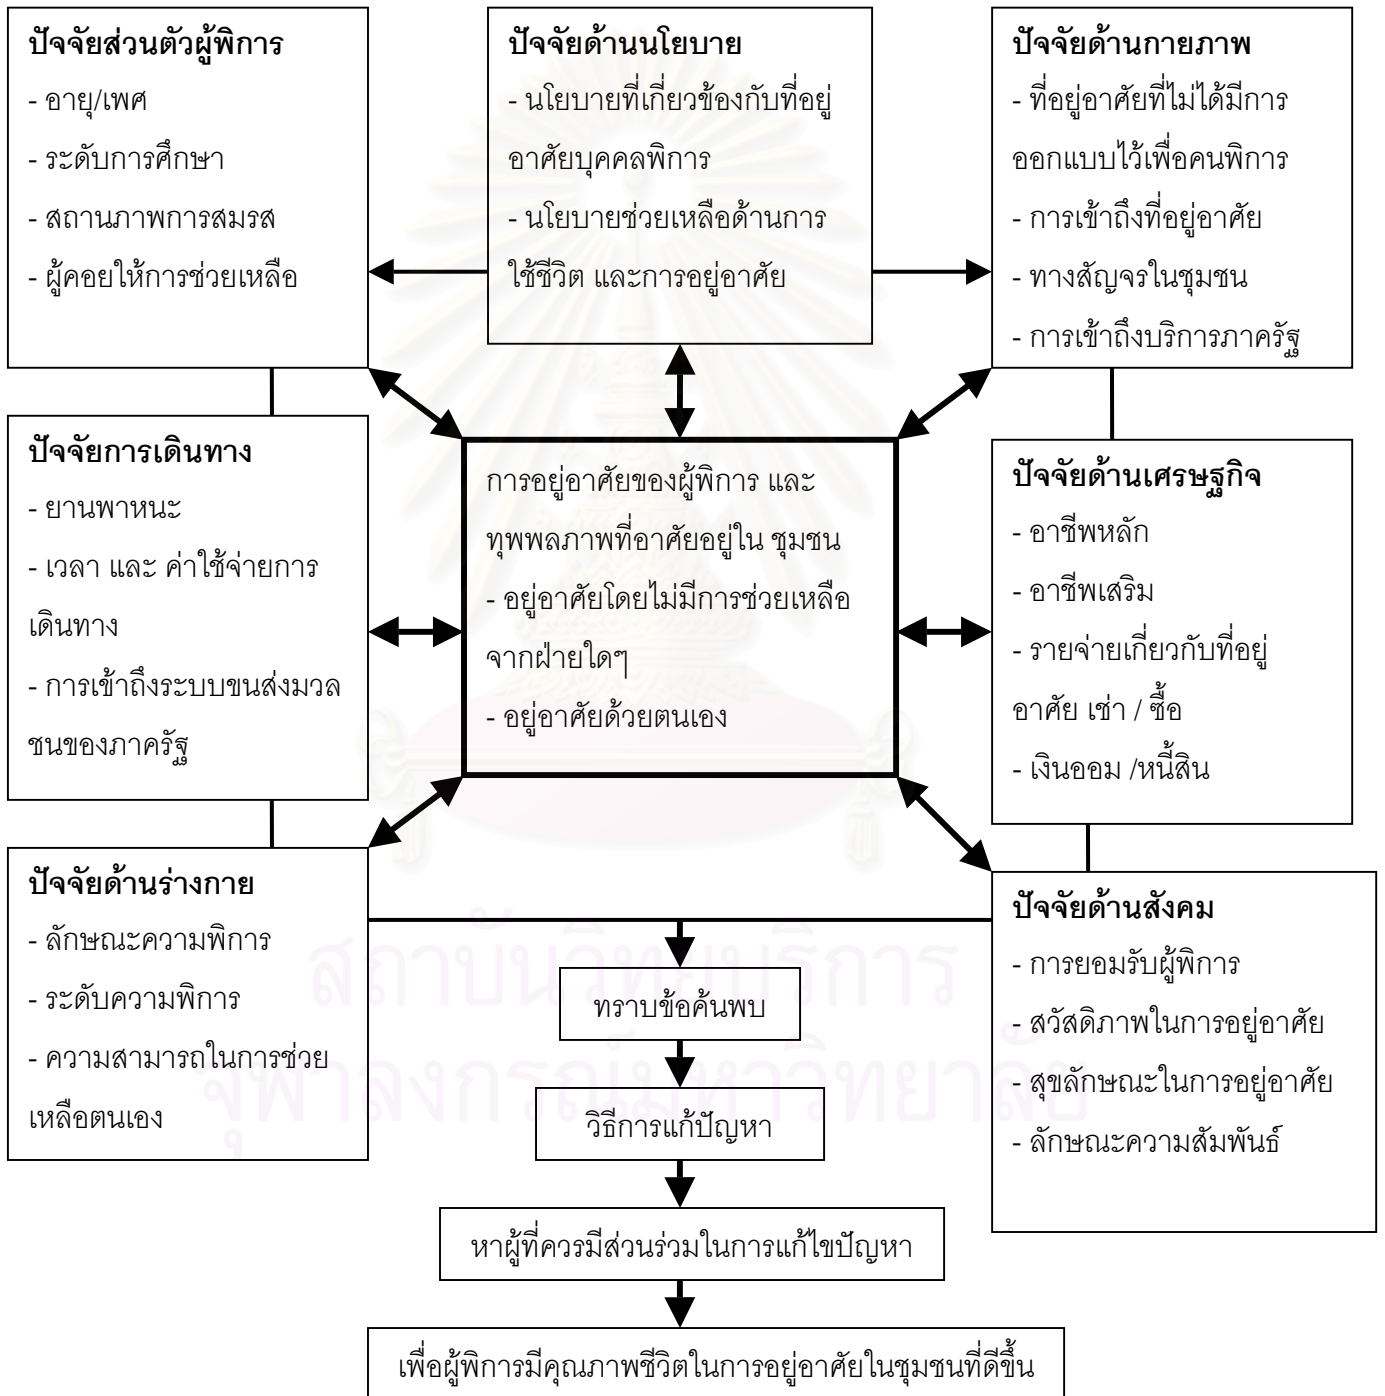 ปัจจัยส่วนตัวผู้พิการ
- อายุ/เพศ
- ระดับการศึกษา
- สถานภาพการสมรส
- ผู้คอยให้การช่วยเหลือ
ปัจจัยด้านนโยบาย
- นโยบายที่เกี่ยวข้องกับที่อยู่
อาศัยบุคคลพิการ
- นโยบายช่วยเหลือด้านการ
ใช้ชีวิต และการอยู่อาศัย
ปัจจัยด้านกายภาพ
- ที่อยู่อาศัยที่ไม่ได้มีการ
ออกแบบไว้เพื่อคนพิการ
- การเข้าถึงที่อยู่อาศัย
- ทางสัญจรในชุมชน
- การเข้าถึงบริการภาครัฐ
ปัจจัยการเดินทาง
- ยานพาหนะ
- เวลา และ ค่าใช้จ่ายการ
เดินทาง
- การเข้าถึงระบบขนส่งมวล
ชนของภาครัฐ
การอยู่อาศัยของผู้พิการ และ
ทุพพลภาพที่อาศัยอยู่ใน ชุมชน
- อยู่อาศัยโดยไม่มีการช่วยเหลือ
จากฝ่ายใดๆ
- อยู่อาศัยด้วยตนเอง
ปัจจัยด้านเศรษฐกิจ
- อาชีพหลัก
- อาชีพเสริม
- รายจ่ายเกี่ยวกับที่อยู่
อาศัย เช่า / ซื้อ
- เงินออม /หนี้สิน
ปัจจัยด้านร่างกาย
- ลักษณะความพิการ
- ระดับความพิการ
- ความสามารถในการช่วย
เหลือตนเอง
ปัจจัยด้านสังคม
- การยอมรับผู้พิการ
- สวัสดิภาพในการอยู่อาศัย
- สุขลักษณะในการอยู่อาศัย
- ลักษณะความสัมพันธ์
สถาบันวิทยบริการ
จุฬาลงกรณ์มหาวิทยาลัย
ทราบข้อค้นพบ
วิธีการแก้ปัญหา
หาผู้ที่ควรมีส่วนร่วมในการแก้ไขปัญหา
เพื่อผู้พิการมีคุณภาพชีวิตในการอยู่อาศัยในชุมชนที่ดีขึ้น